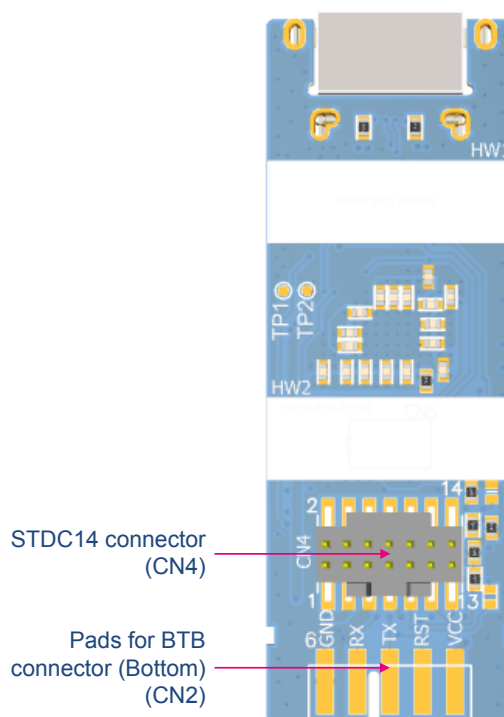 HW1
TP1
TP2
HW2
14
2
CN4
STDC14 connector
(CN4)
1
13
6
GND
RX
TX
RST
VCC
Pads for BTB
connector (Bottom)
(CN2)